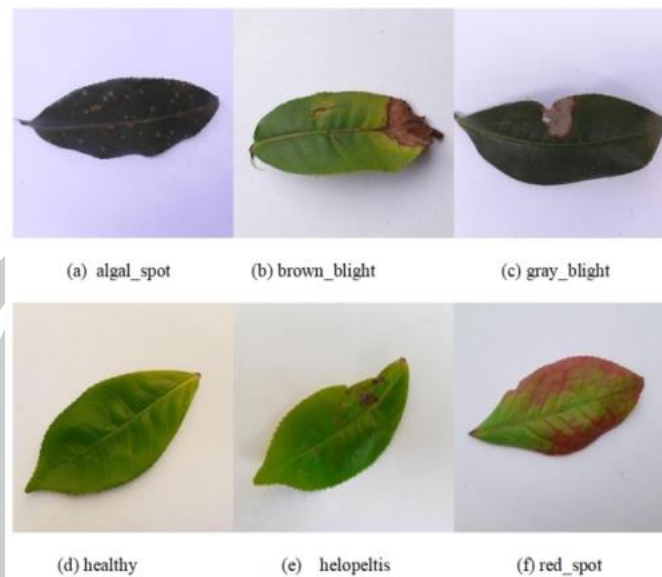 (a) algal_spot
(b) brown_blight
(c) gray_blight
(d) healthy
(e) helopeltis
(f) red_spot